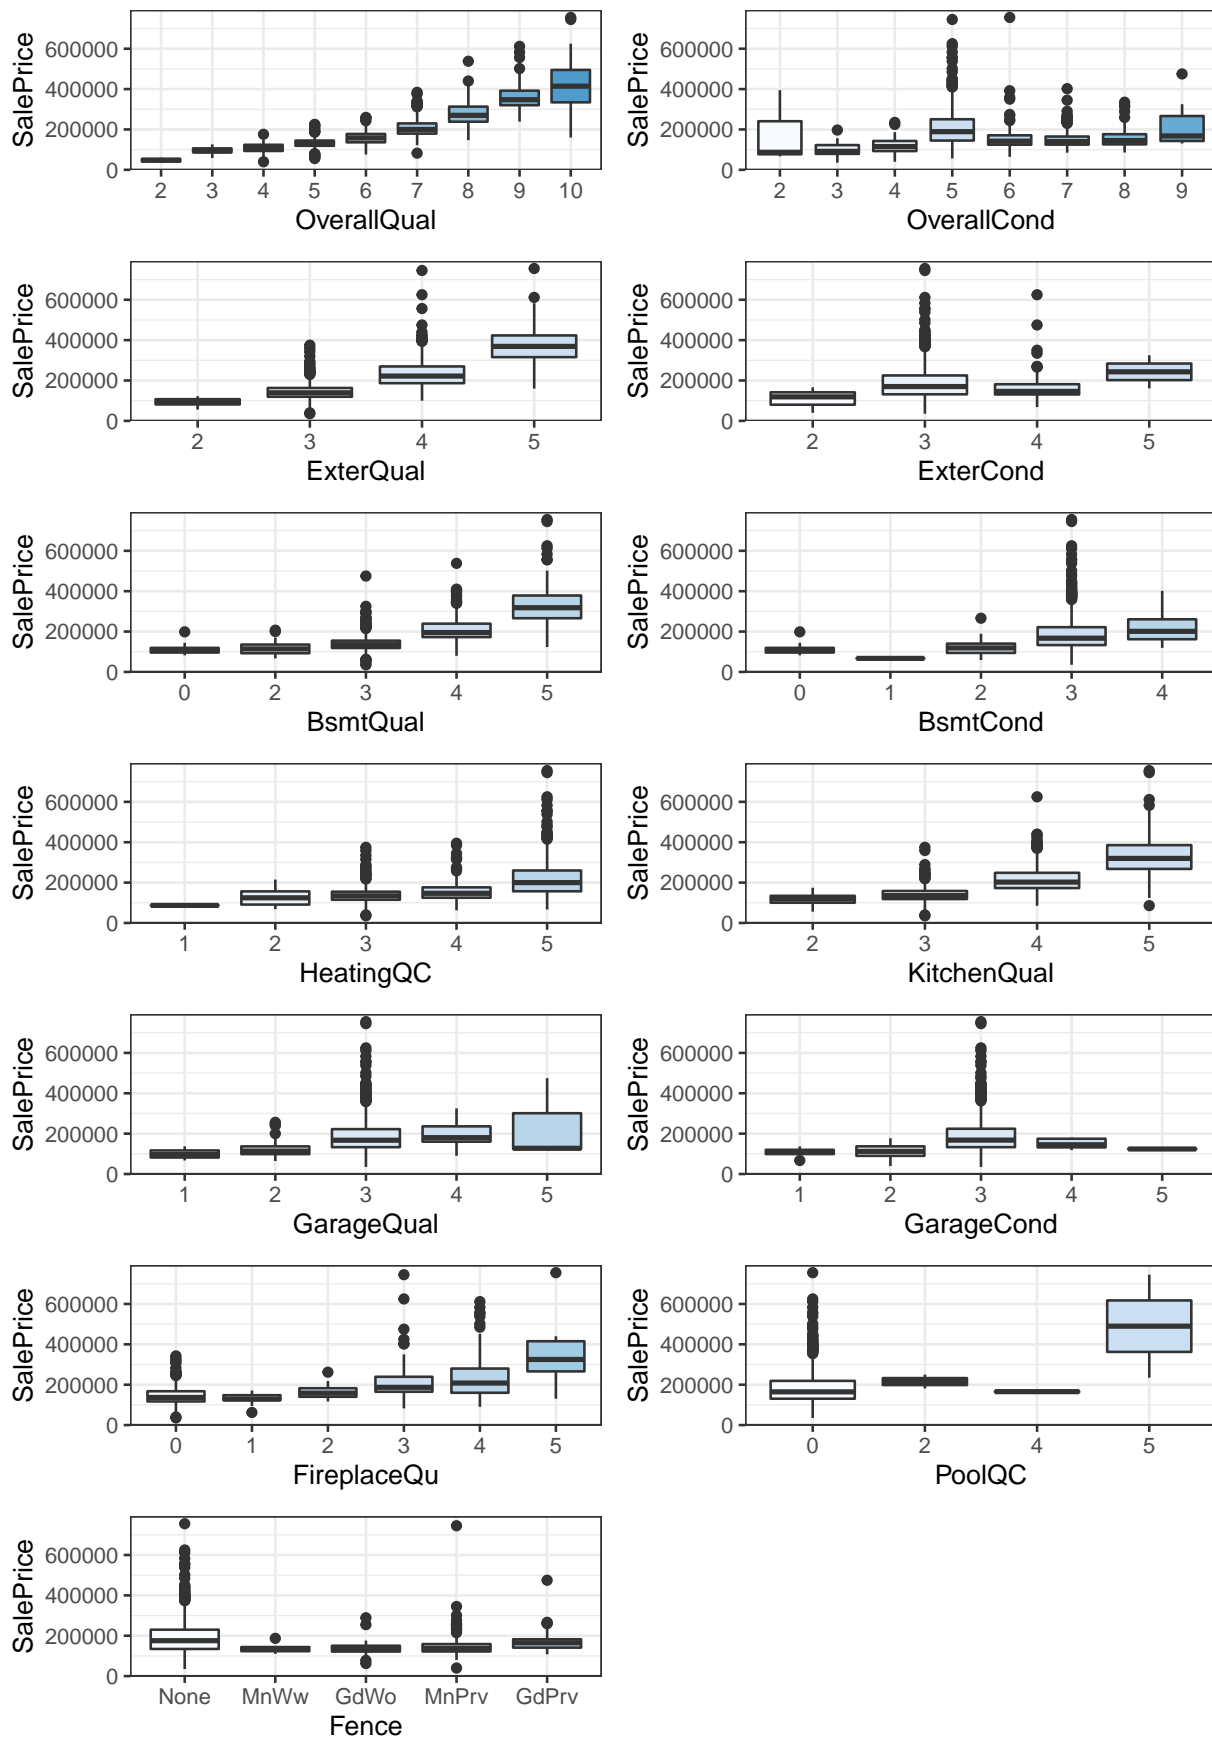 SalePrice
600000
400000
200000
0
2 3 4 5 6 7 8 9 10
OverallQual
SalePrice
600000
400000
200000
0
2 3 4 5 6 7 8 9
OverallCond
SalePrice
600000
400000
200000
0
2 3 4 5
ExterQual
SalePrice
600000
400000
200000
0
2 3 4 5
ExterCond
SalePrice
600000
400000
200000
0
0 2 3 4 5
BsmtQual
SalePrice
600000
400000
200000
0
0 1 2 3 4
BsmtCond
SalePrice
600000
400000
200000
0
1 2 3 4 5
HeatingQC
SalePrice
600000
400000
200000
0
2 3 4 5
KitchenQual
SalePrice
600000
400000
200000
0
1 2 3 4 5
GarageQual
SalePrice
600000
400000
200000
0
1 2 3 4 5
GarageCond
SalePrice
600000
400000
200000
0
0 1 2 3 4 5
FireplaceQu
SalePrice
600000
400000
200000
0
0 2 4 5
PoolQC
SalePrice
600000
400000
200000
0
None MnWw GdWo MnPrv GdPrv
Fence